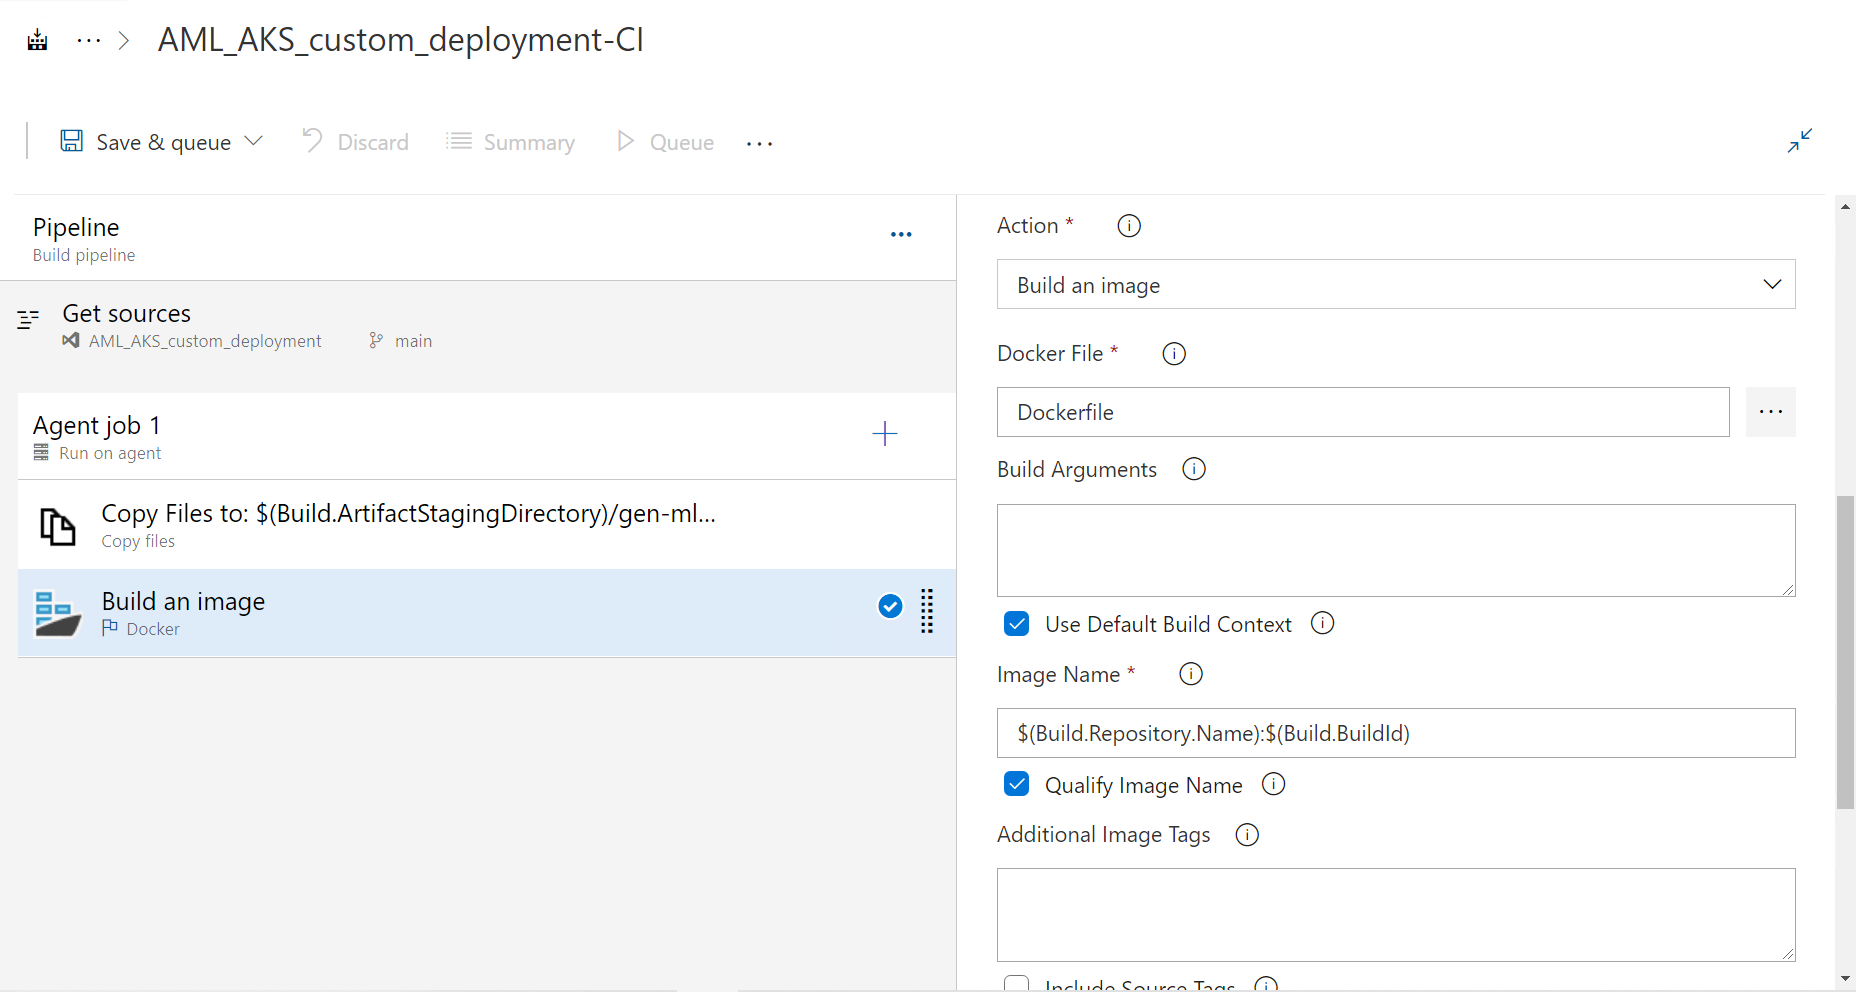 AML_AKS_custom_deployment-CI
Save & queue
Discard
Summary
Queue
Pipeline
Build pipeline
Get sources
AML_AKS_custom_deployment
main
Agent job 1
Run on agent
Copy Files to: $(Build.ArtifactStagingDirectory)/gen-ml...
Copy files
Build an image
Docker
Action *
Build an image
Docker File *
Dockerfile
Build Arguments
Use Default Build Context
Image Name *
$(Build.Repository.Name):$(Build.BuildId)
Qualify Image Name
Additional Image Tags
Include Source Tags